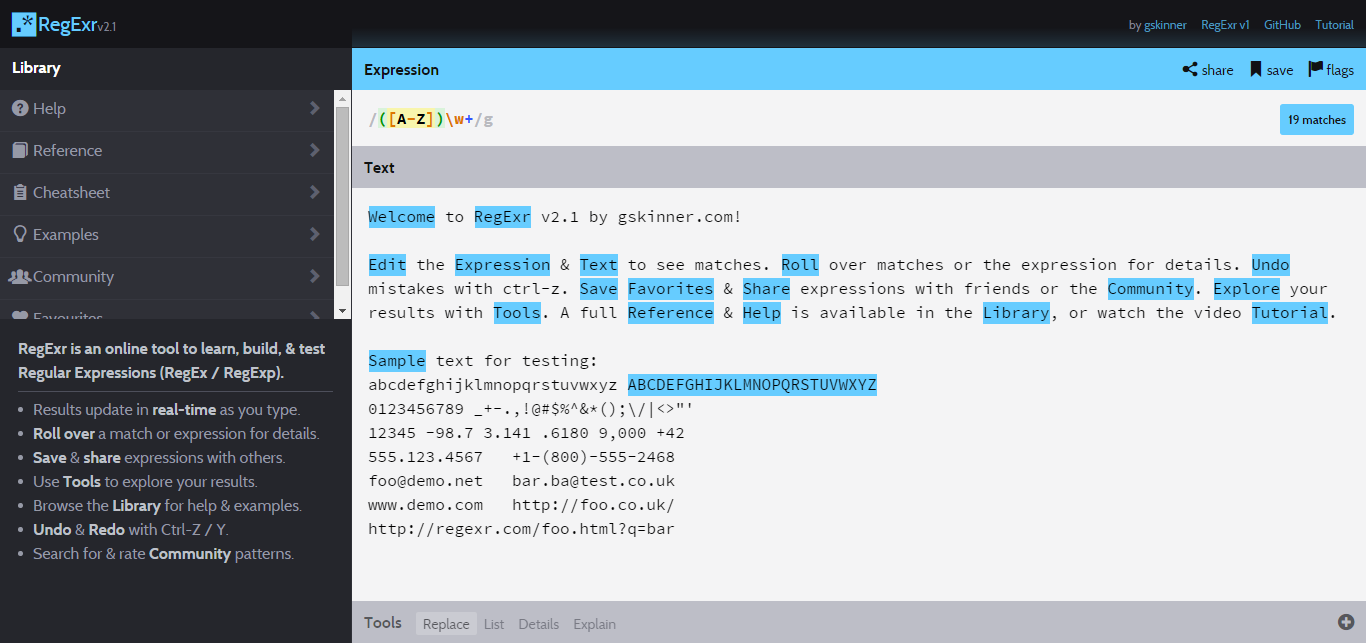 RegExr v2.1
by gskinner RegExr v1 GitHub Tutorial
Library
Help
Reference
Cheatsheet
Examples
Community
Favourites
RegExr is an online tool to learn, build, & test
Regular Expressions (RegEx / RegExp).
• Results update in real-time as you type.
• Roll over a match or expression for details.
• Save & share expressions with others.
• Use Tools to explore your results.
• Browse the Library for help & examples.
• Undo & Redo with Ctrl-Z / Y.
• Search for & rate Community patterns.
Expression
share save flags
/([A-Z])\w+/g
19 matches
Text
Welcome to RegExr v2.1 by gskinner.com!
Edit the Expression & Text to see matches. Roll over matches or the expression for details. Undo
mistakes with ctrl-z. Save Favorites & Share expressions with friends or the Community. Explore your
results with Tools. A full Reference & Help is available in the Library, or watch the video Tutorial.
Sample text for testing:
abcdefghijklmnopqrstuvwxyz ABCDEFGHIJKLMNOPQRSTUVWXYZ
0123456789 _+-.,!@#$%^&*();\/|<>"'
12345 -98.7 3.141 .6180 9,000 +42
555.123.4567 +1-(800)-555-2468
foo@demo.net bar.ba@test.co.uk
www.demo.com http://foo.co.uk/
http://regexr.com/foo.html?q=bar
Tools Replace List Details Explain